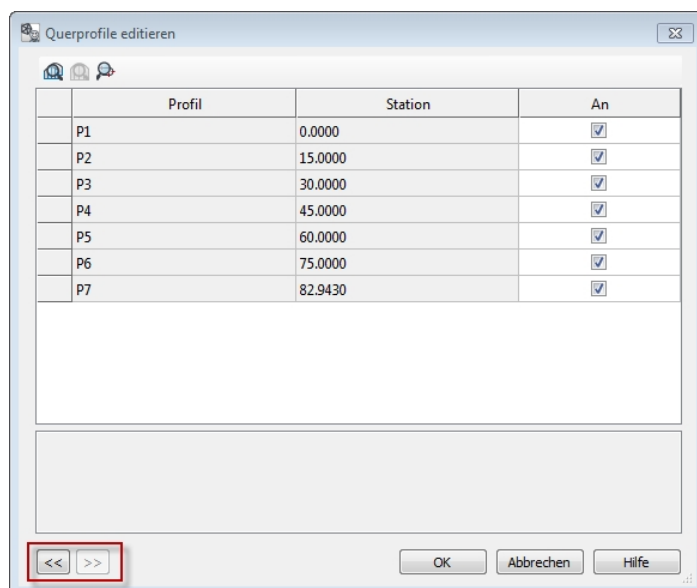 Querprofile editieren
Profil Station An
P1 0.0000
P2 15.0000
P3 30.0000
P4 45.0000
P5 60.0000
P6 75.0000
P7 82.9430
<< >> OK Abbrechen Hilfe